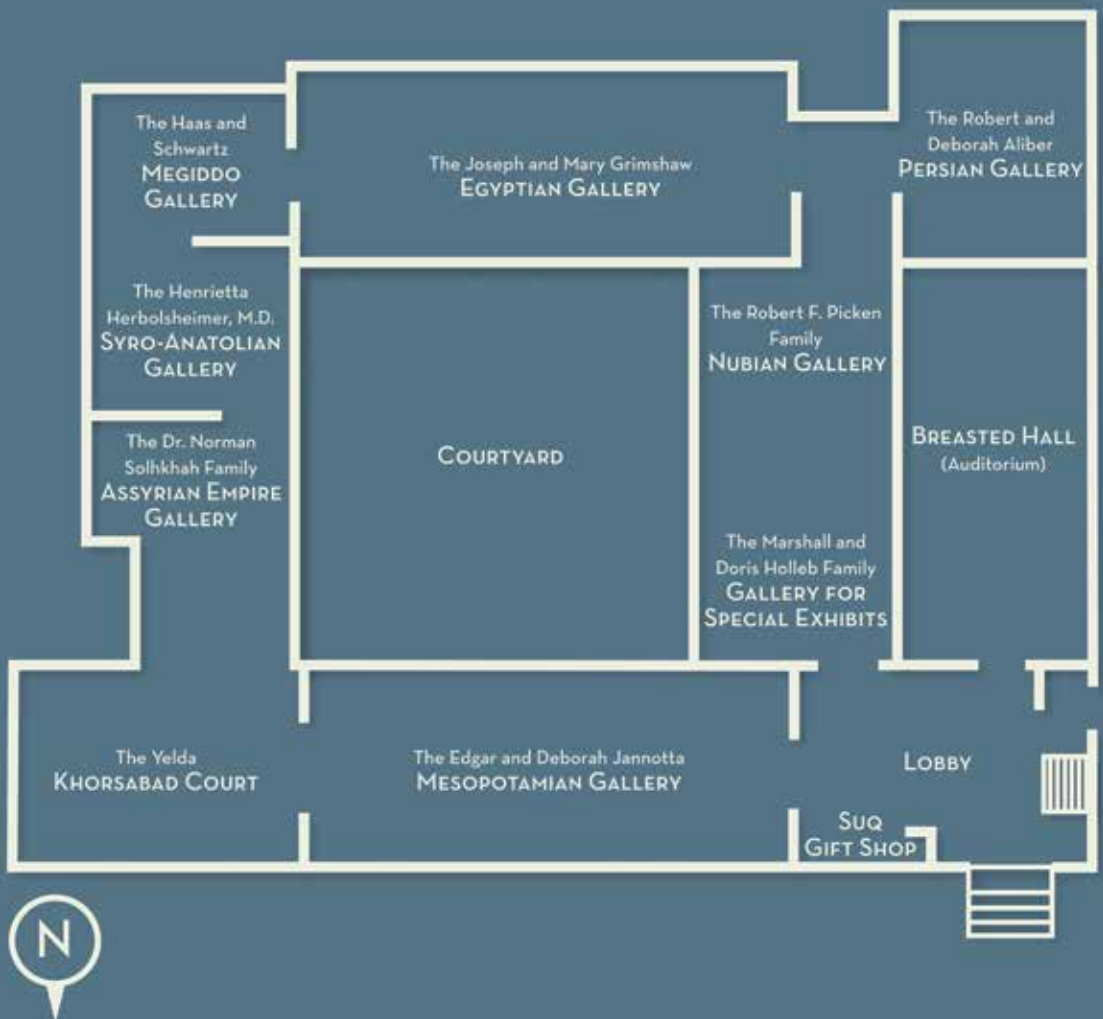 The Haas and
Schwartz
MEGIDDO
GALLERY
The Joseph and Mary Grimshaw
EGYPTIAN GALLERY
The Robert and
Deborah Aliber
PERSIAN GALLERY
The Henrietta
Herbolsheimer, M.D.
SYRO-ANATOLIAN
GALLERY
The Robert F. Picken
Family
NUBIAN GALLERY
The Dr. Norman
Solhkhah Family
ASSYRIAN EMPIRE
GALLERY
COURTYARD
BREASTED HALL
(Auditorium)
The Marshall and
Doris Holleb Family
GALLERY FOR
SPECIAL EXHIBITS
The Yelda
KHORSABAD COURT
The Edgar and Deborah Jannotta
MESOPOTAMIAN GALLERY
LOBBY
SUQ
GIFT SHOP
N